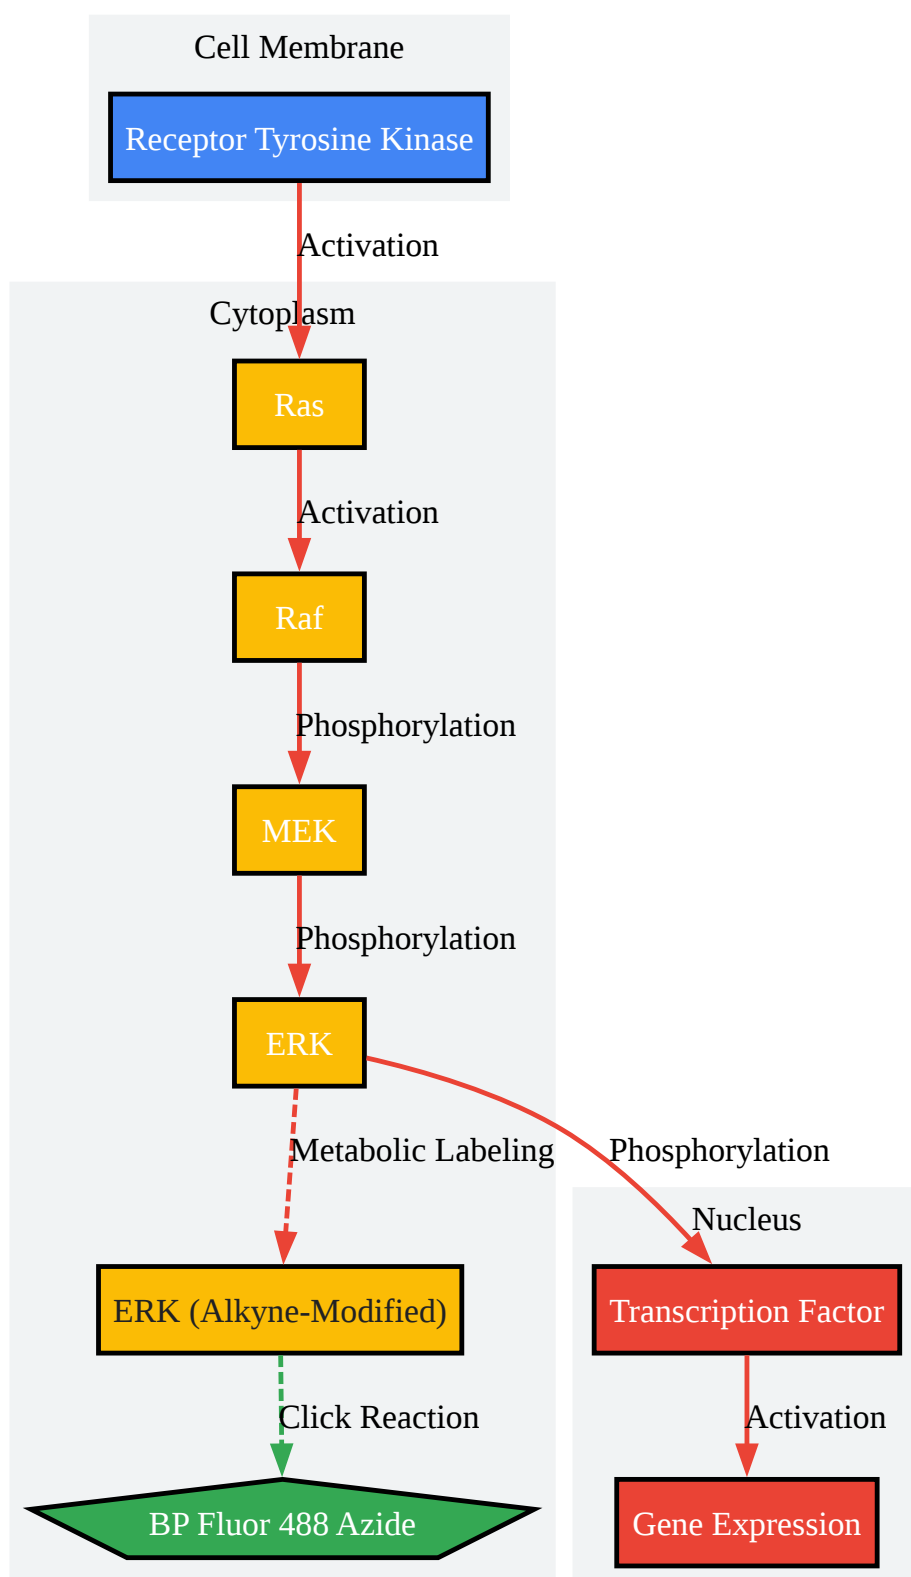 Cell Membrane
Receptor Tyrosine Kinase
Activation
Cytoplasm
Ras
Activation
Raf
Phosphorylation
MEK
Phosphorylation
ERK
Metabolic Labeling
Phosphorylation
Nucleus
ERK (Alkyne-Modified)
Transcription Factor
Click Reaction
Activation
BP Fluor 488 Azide
Gene Expression